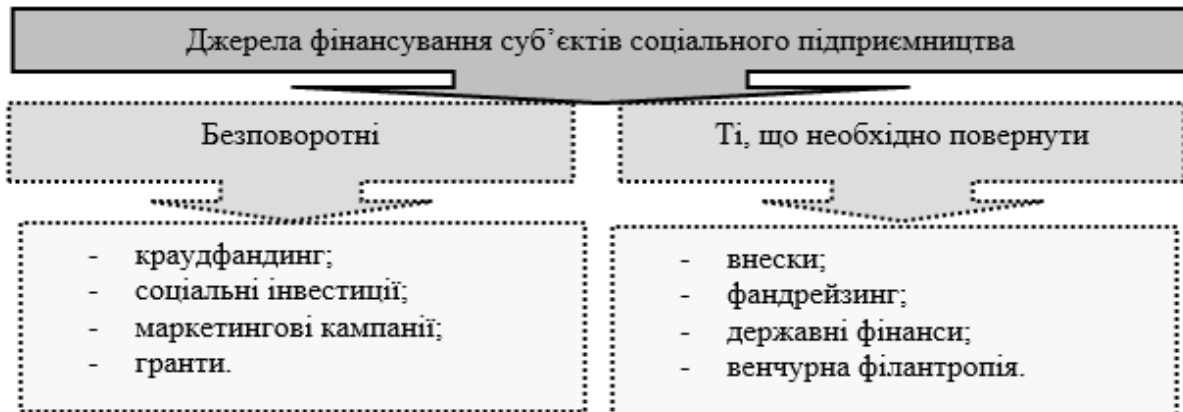 Джерела фінансування суб’єктів соціального підприємництва
Безповоротні
- краудфандинг;
- соціальні інвестиції;
- маркетингові кампанії;
- гранти.
Ті, що необхідно повернути
- внески;
- фандрейзинг;
- державні фінанси;
- венчурна філантропія.